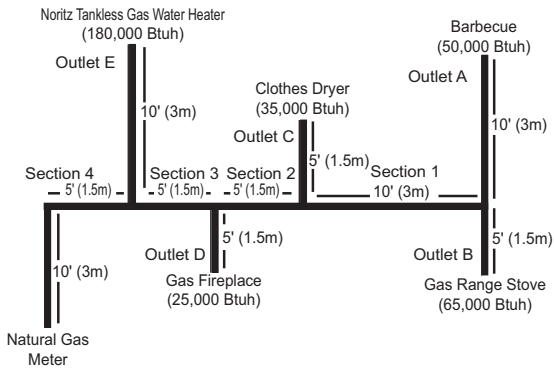 Noritz Tankless Gas Water Heater
(180,000 Btuh)
Outlet E
10' (3m)
Barbecue
(50,000 Btuh)
Outlet A
10' (3m)
Clothes Dryer
(35,000 Btuh)
Outlet C
5' (1.5m)
Section 4
5' (1.5m)
Section 3
5' (1.5m)
Section 2
5' (1.5m)
Section 1
10' (3m)
10' (3m)
Natural Gas
Meter
Outlet D
5' (1.5m)
Gas Fireplace
(25,000 Btuh)
Outlet B
5' (1.5m)
Gas Range Stove
(65,000 Btuh)